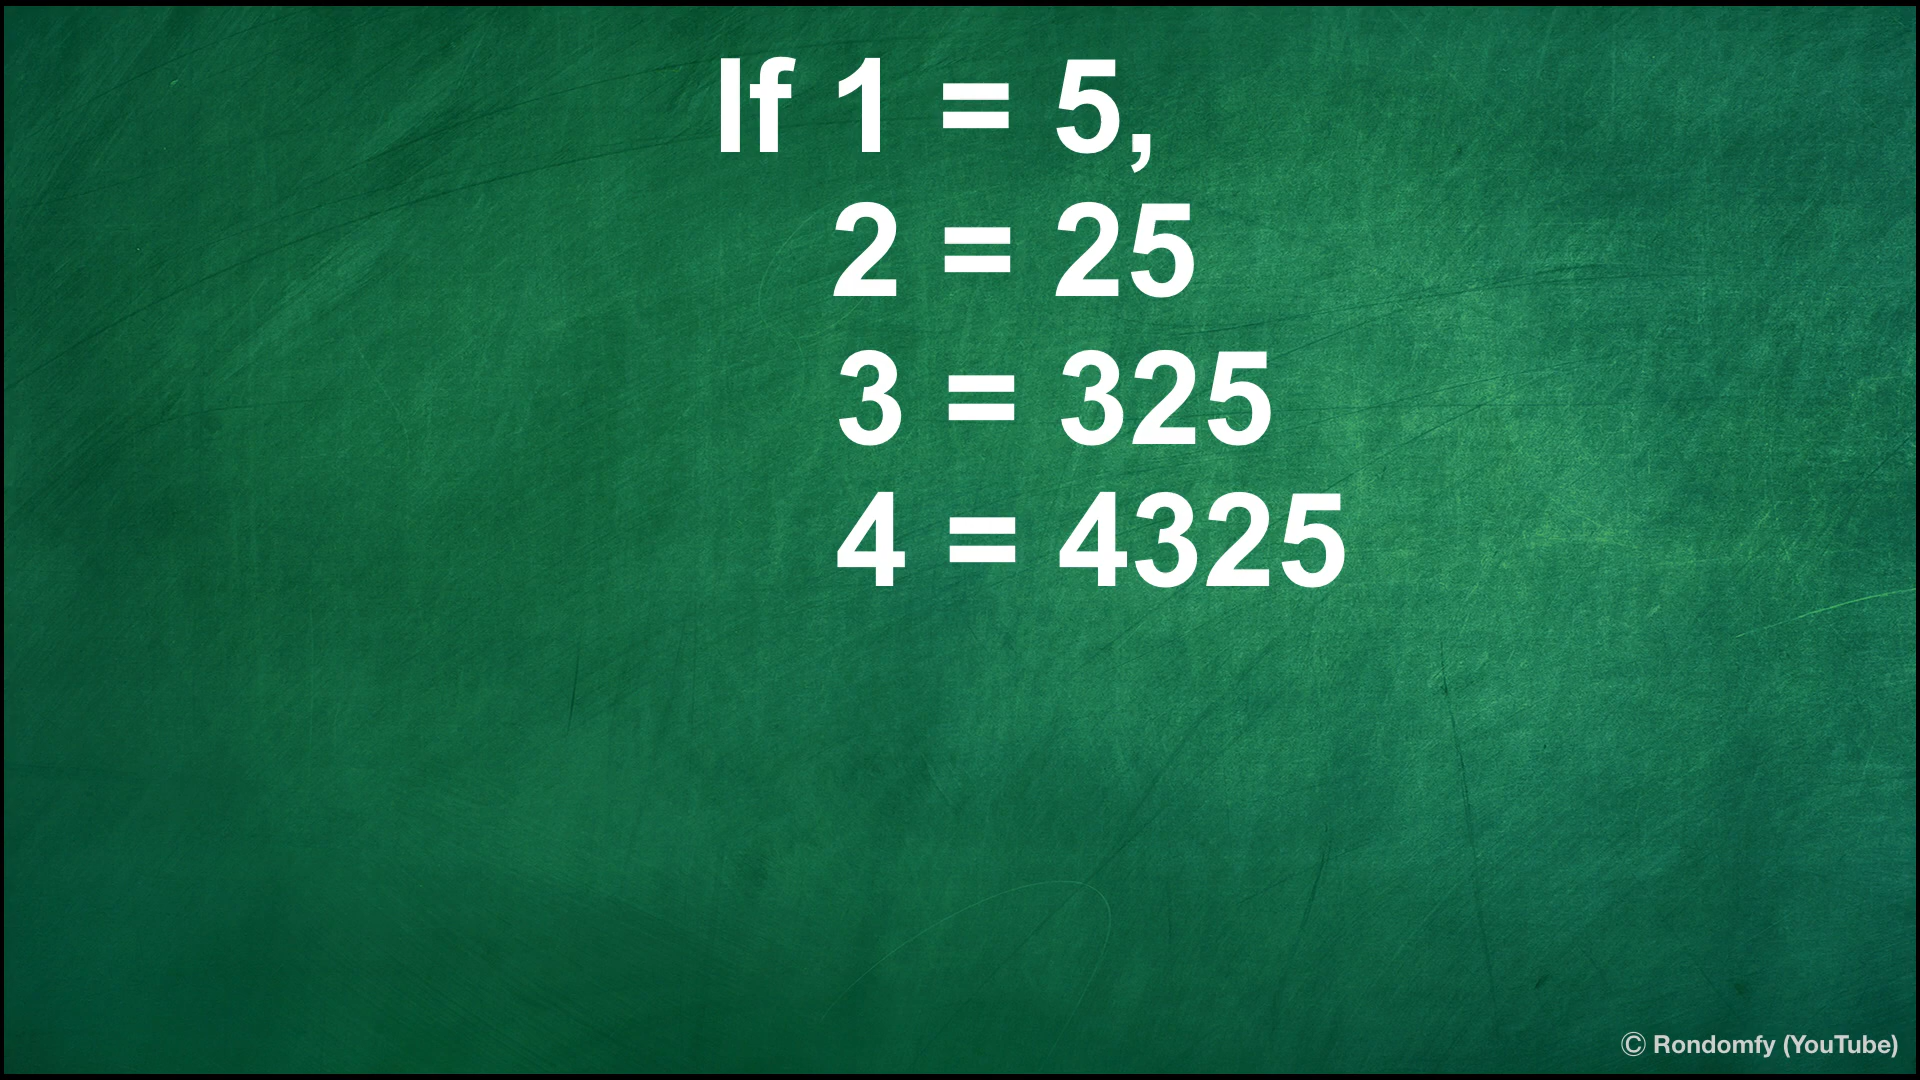 If 1 = 5,
2 = 25
3 = 325
4 = 4325
© Rondomfy (YouTube)